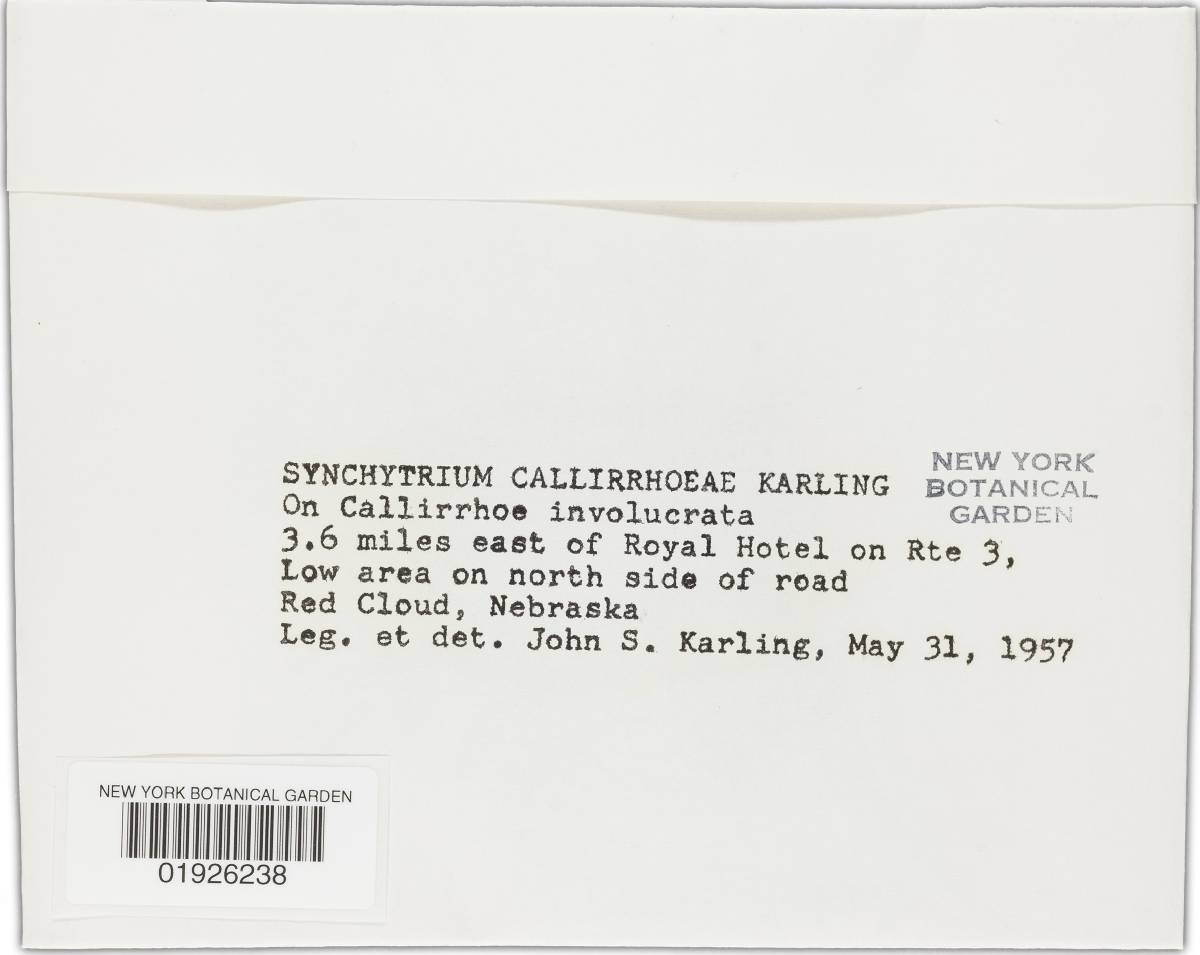 SYNCHYTRIUM CALLIRRHOEAE KARLING
On Callirrhoe involucrata
3.6 miles east of Royal Hotel on Rte 3,
Low area on north side of road
Red Cloud, Nebraska
Leg. et det. John S. Karling, May 31, 1957
NEW YORK
BOTANICAL
GARDEN
NEW YORK BOTANICAL GARDEN
01926238